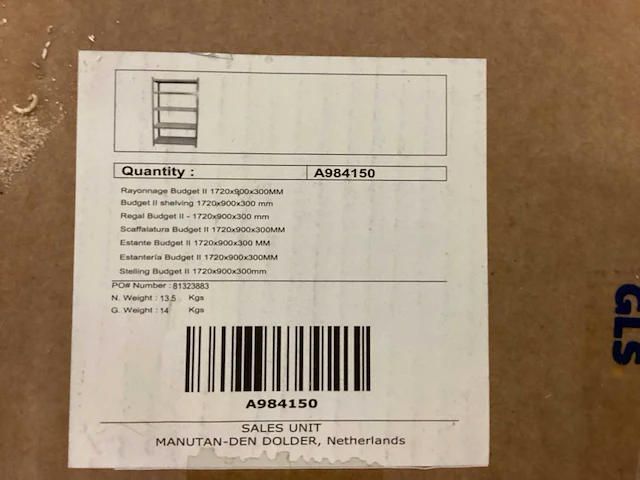 Quantity : A984150
Rayonnage Budget II 1720x900x300MM
Budget II shelving 1720x900x300 mm
Regal Budget II - 1720x900x300 mm
Scaffalatura Budget II 1720x900x300MM
Estante Budget II 1720x900x300 MM
Estantería Budget II 1720x900x300MM
Stelling Budget II 1720x900x300mm
PO# Number : 81323883
N. Weight : 13.5 Kgs
G. Weight : 14 Kgs
A984150
SALES UNIT
MANUTAN-DEN DOLDER, Netherlands
GLS